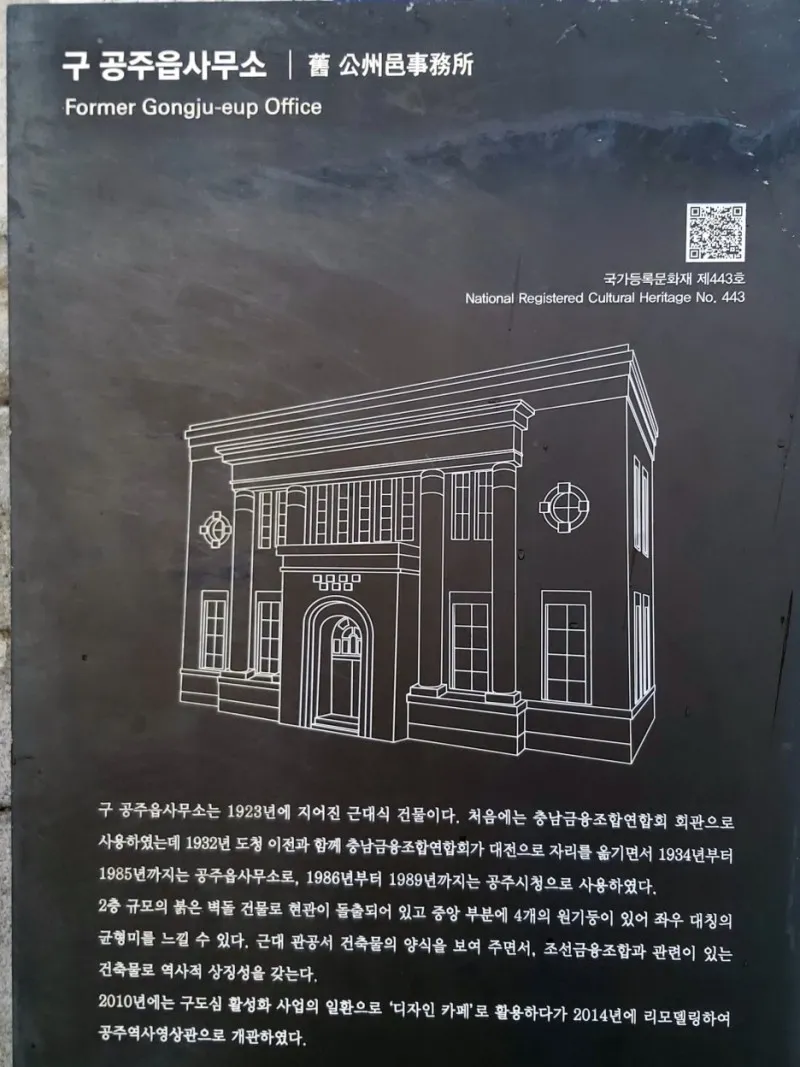 구 공주읍사무소 | 舊 公州邑事務所
Former Gongju-eup Office
국가등록문화재 제443호
National Registered Cultural Heritage No. 443
구 공주읍사무소는 1923년에 지어진 근대식 건물이다. 처음에는 충남금융조합연합회 회관으로
사용하였는데 1932년 도청 이전과 함께 충남금융조합연합회가 대전으로 자리를 옮기면서 1934년부터
1985년까지는 공주읍사무소로, 1986년부터 1989년까지는 공주시청으로 사용하였다.
2층 규모의 붉은 벽돌 건물로 현관이 돌출되어 있고 중앙 부분에 4개의 원기둥이 있어 좌우 대칭의
균형미를 느낄 수 있다. 근대 관공서 건축물의 양식을 보여 주면서, 조선금융조합과 관련이 있는
건축물로 역사적 상징성을 갖는다.
2010년에는 구도심 활성화 사업의 일환으로 ‘디자인 카페’로 활용하다가 2014년에 리모델링하여
공주역사영상관으로 개관하였다.